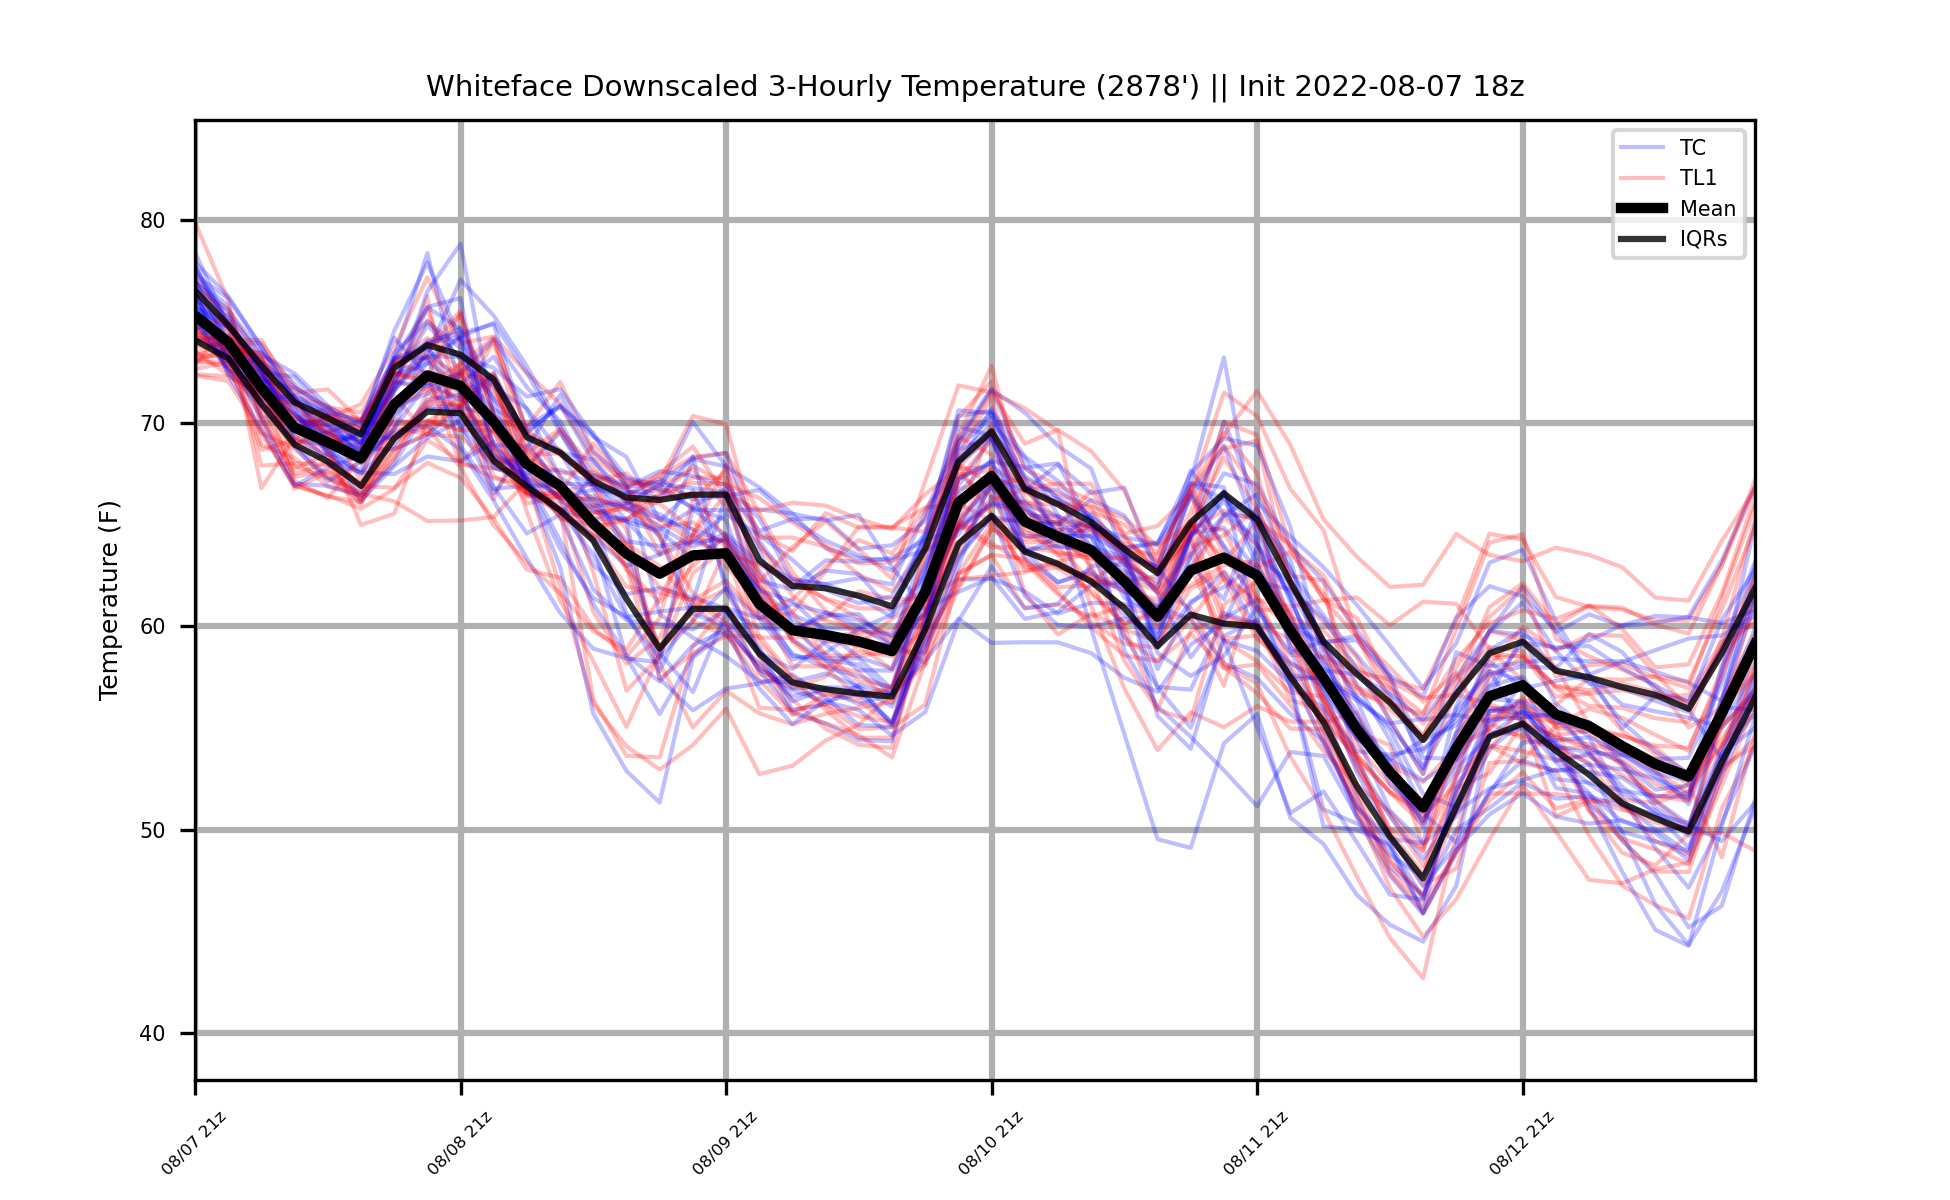 Whiteface Downscaled 3-Hourly Temperature (2878') || Init 2022-08-07 18z
TC
TL1
Mean
IQRs
Temperature (F)
80
70
60
50
40
08/07 21z
08/08 21z
08/09 21z
08/10 21z
08/11 21z
08/12 21z